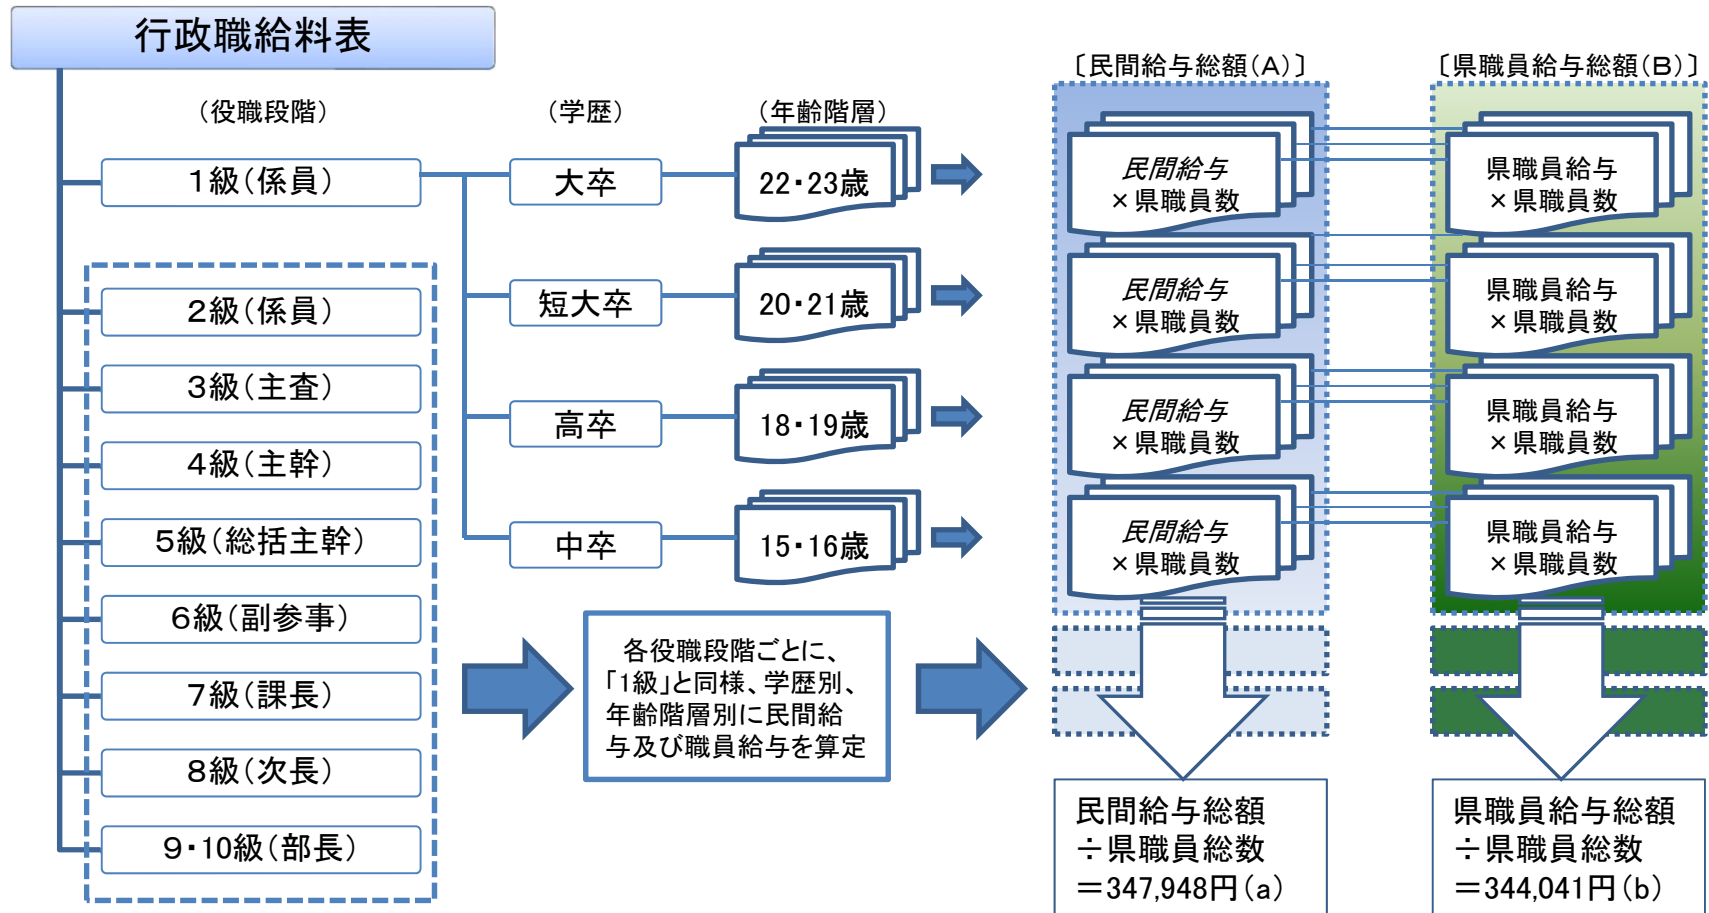 行政職給料表
（役職段階）
（学歴）
（年齢階層）
〔民間給与総額（Ａ）〕
〔県職員給与総額（Ｂ）〕
１級（係員）
大卒
22・23歳
民間給与
×県職員数
県職員給与
×県職員数
２級（係員）
短大卒
20・21歳
民間給与
×県職員数
県職員給与
×県職員数
３級（主査）
高卒
18・19歳
民間給与
×県職員数
県職員給与
×県職員数
４級（主幹）
５級（総括主幹）
中卒
15・16歳
民間給与
×県職員数
県職員給与
×県職員数
６級（副参事）
７級（課長）
８級（次長）
９・10級（部長）
各役職段階ごとに、
「1級」と同様、学歴別、
年齢階層別に民間給
与及び職員給与を算定
民間給与総額
÷県職員総数
＝347,948円（a）
県職員給与総額
÷県職員総数
＝344,041円（b）